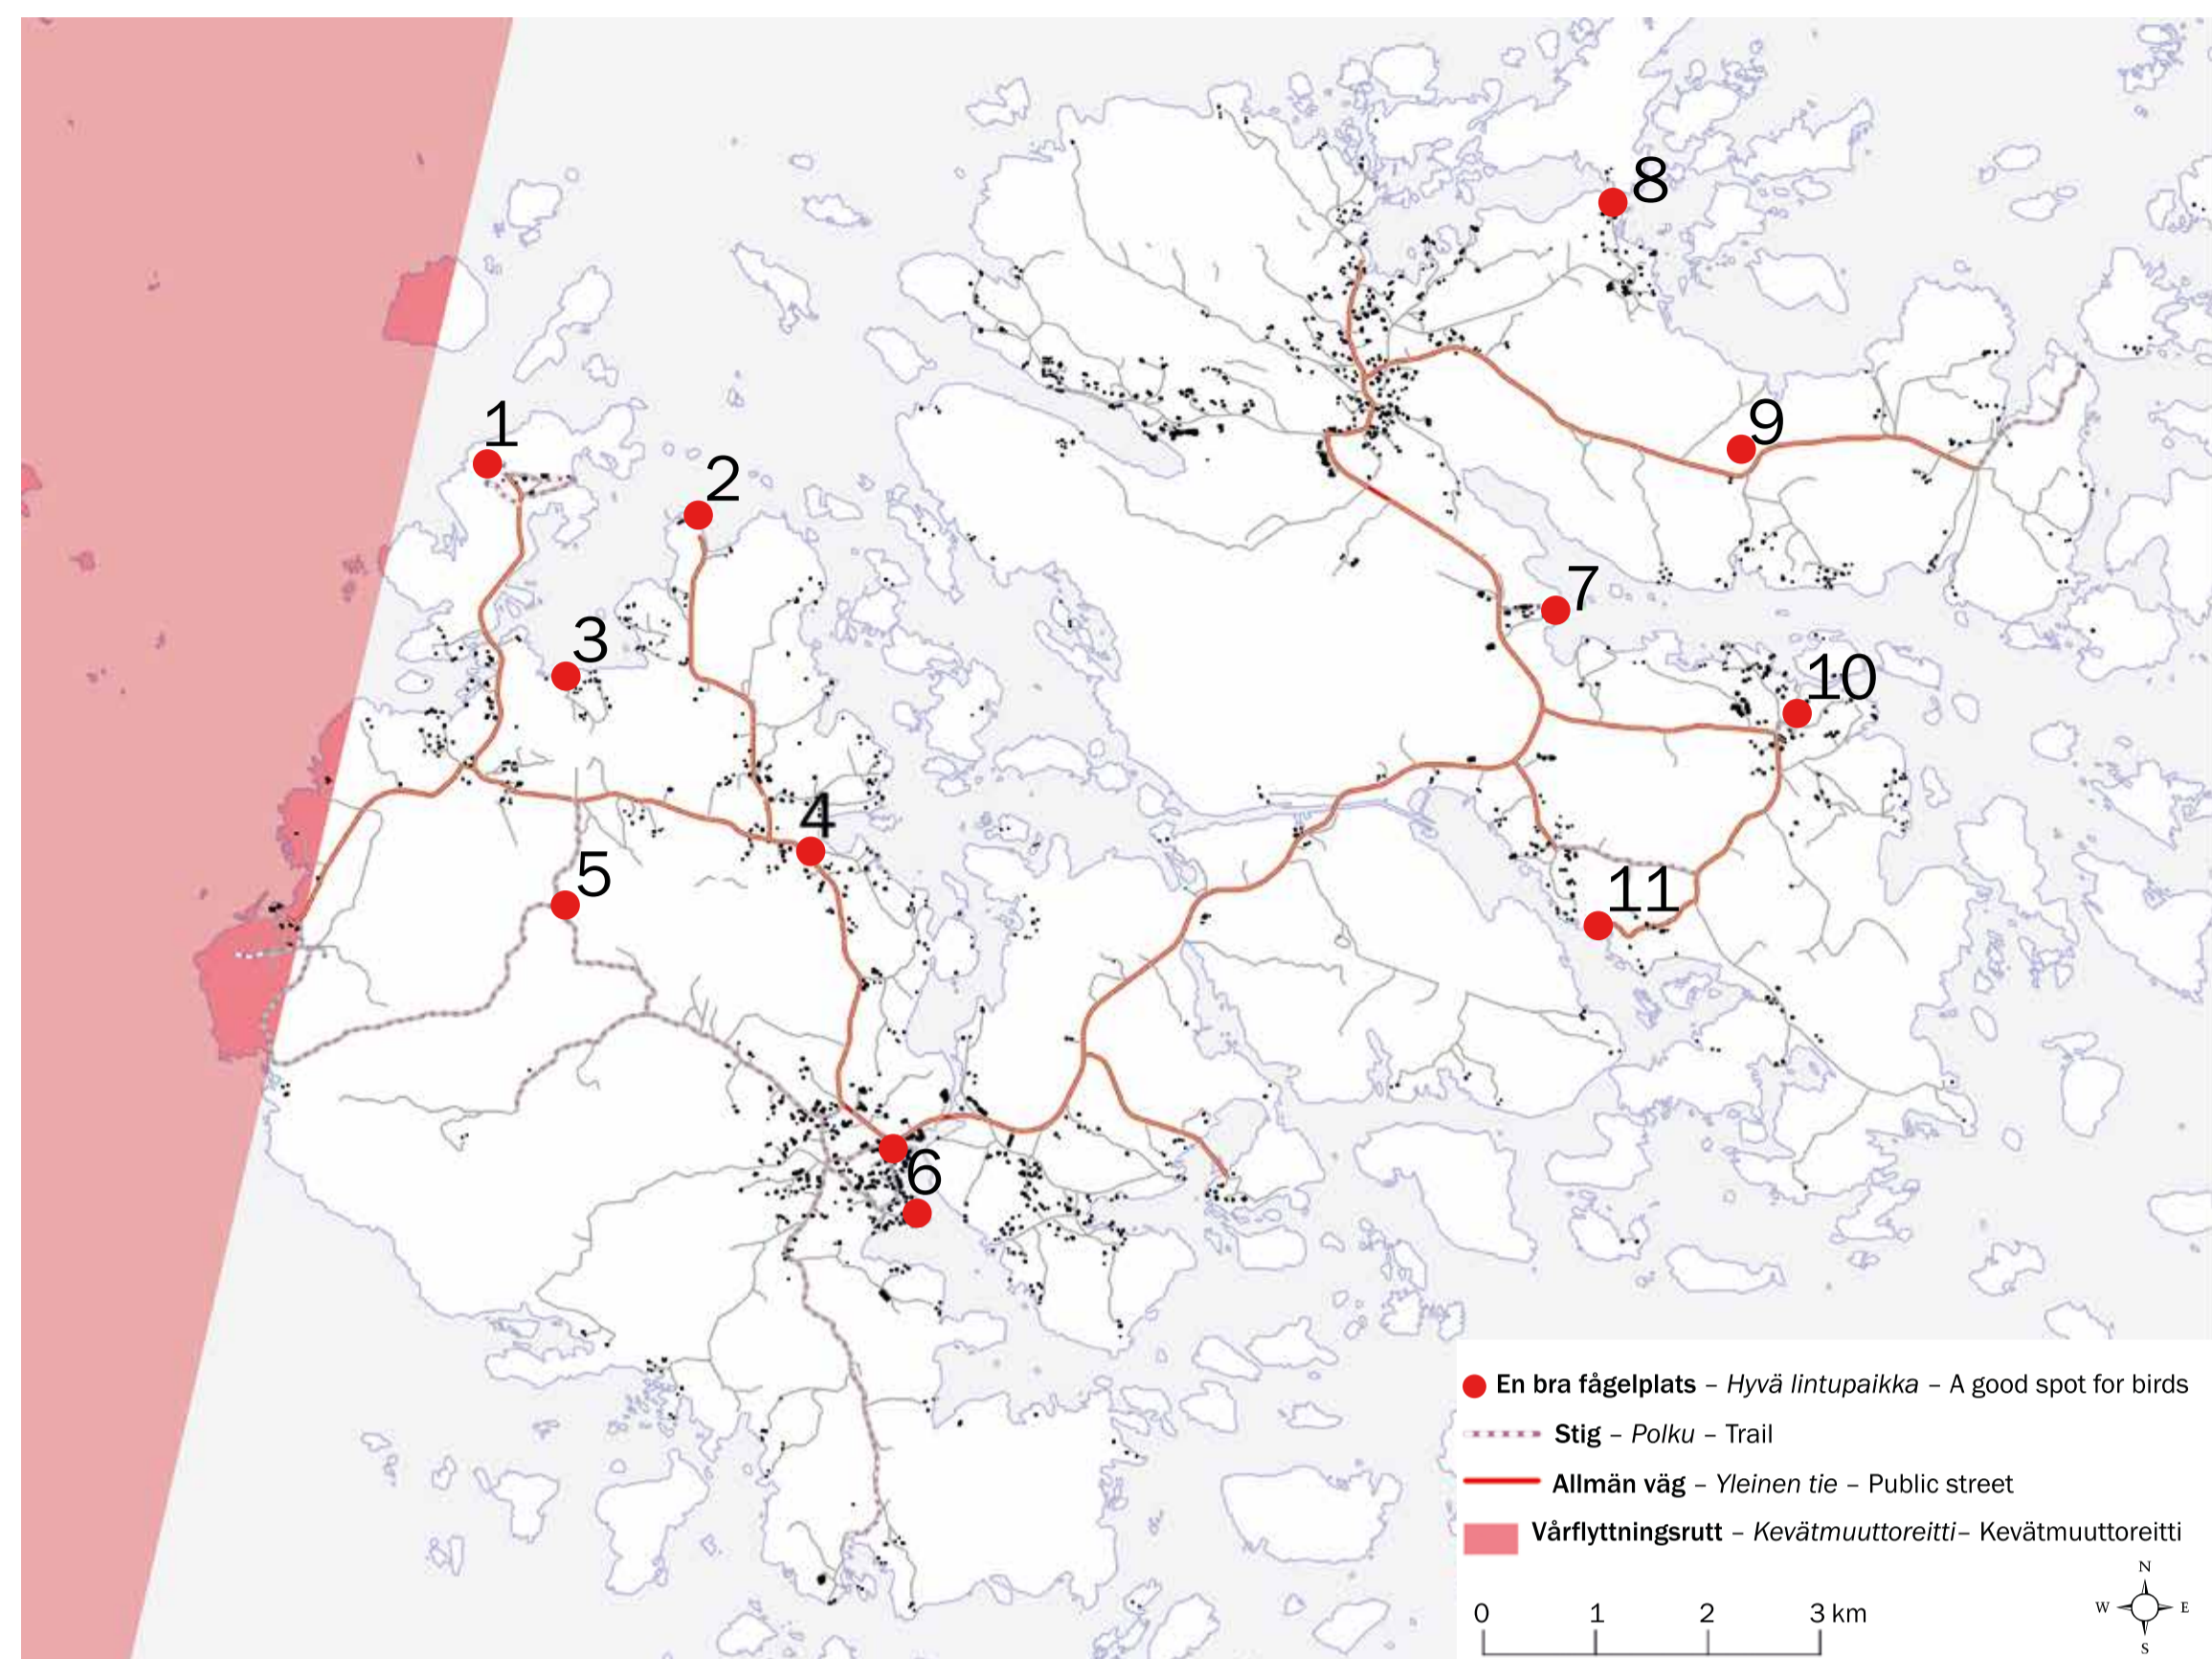 8
1
9
2
7
3
10
4
5
11
6
En bra fågelplats – Hyvä lintupaikka – A good spot for birds
Stig – Polku – Trail
Allmän väg – Yleinen tie – Public street
Vårflyttningsrutt – Kevätmuuttoreitti– Kevätmuuttoreitti
N
W E
S
0 1 2 3 km